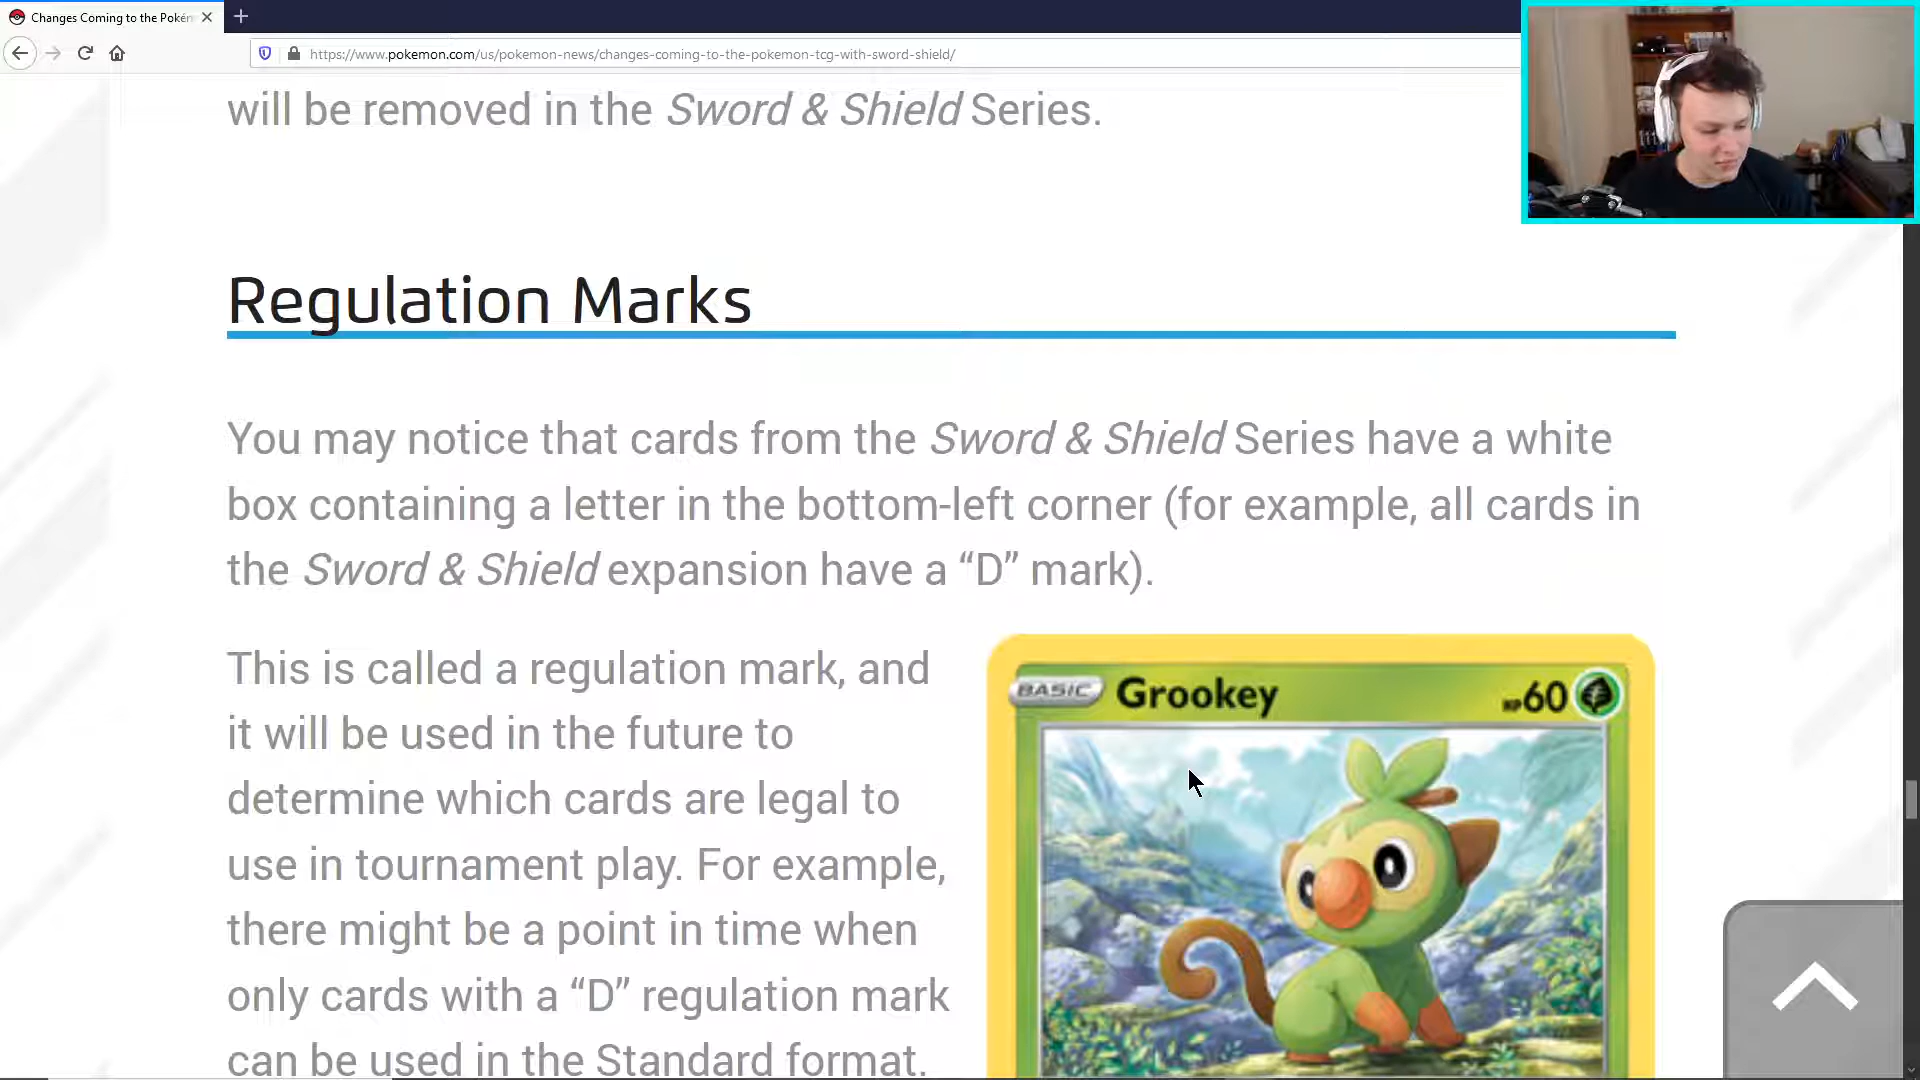 Changes Coming to the Pokém
https://www.pokemon.com/us/pokemon-news/changes-coming-to-the-pokemon-tcg-with-sword-shield/
will be removed in the Sword & Shield Series.
Regulation Marks
You may notice that cards from the Sword & Shield Series have a white
box containing a letter in the bottom-left corner (for example, all cards in
the Sword & Shield expansion have a “D” mark).
This is called a regulation mark, and
it will be used in the future to
determine which cards are legal to
use in tournament play. For example,
there might be a point in time when
only cards with a “D” regulation mark
can be used in the Standard format.
BASIC Grookey HP60